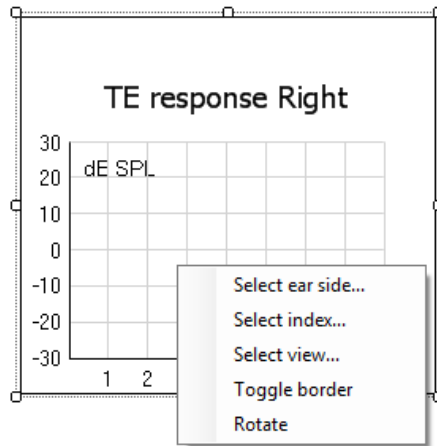 TE response Right
30
dE SPL
20
10
0
-10
Select ear side...
Select index...
-20
Select view...
-30
Toggle border
1 2
Rotate